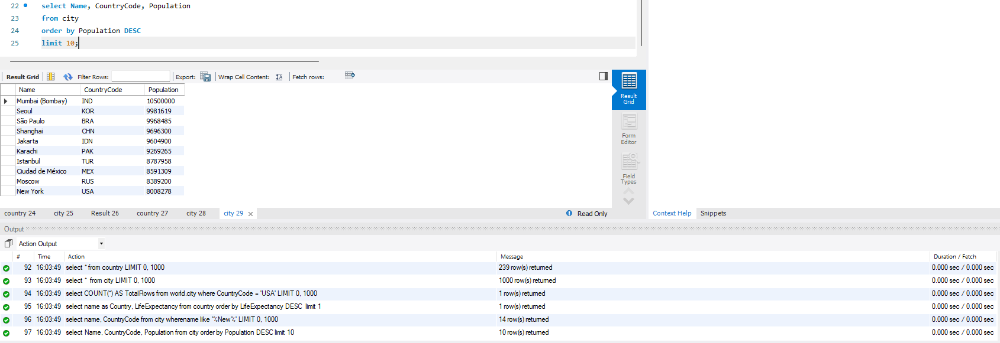 22 select Name, CountryCode, Population
23 from city
24 order by Population DESC
25 limit 10;
Result Grid Filter Rows: Export: Wrap Cell Content: Fetch rows:
Name CountryCode Population
Mumbai (Bombay) IND 10500000
Seoul KOR 9981619
São Paulo BRA 9968485
Shanghai CHN 9696300
Jakarta IDN 9604900
Karachi PAK 9269265
Istanbul TUR 8787958
Ciudad de México MEX 8591309
Moscow RUS 8389200
New York USA 8008278
Result
Grid
Form
Editor
Field
Types
country 24 city 25 Result 26 country 27 city 28 city 29 Read Only Context Help Snippets
Output
Action Output
# Time Action Message Duration / Fetch
92 16:03:49 select * from country LIMIT 0, 1000 239 row(s) returned 0.000 sec / 0.000 sec
93 16:03:49 select * from city LIMIT 0, 1000 1000 row(s) returned 0.000 sec / 0.000 sec
94 16:03:49 select COUNT(*) AS TotalRows from world.city where CountryCode = 'USA' LIMIT 0, 1000 1 row(s) returned 0.000 sec / 0.000 sec
95 16:03:49 select name as Country, LifeExpectancy from country order by LifeExpectancy DESC limit 1 1 row(s) returned 0.000 sec / 0.000 sec
96 16:03:49 select name, CountryCode from city wherename like '%New%' LIMIT 0, 1000 14 row(s) returned 0.000 sec / 0.000 sec
97 16:03:49 select Name, CountryCode, Population from city order by Population DESC limit 10 10 row(s) returned 0.000 sec / 0.000 sec